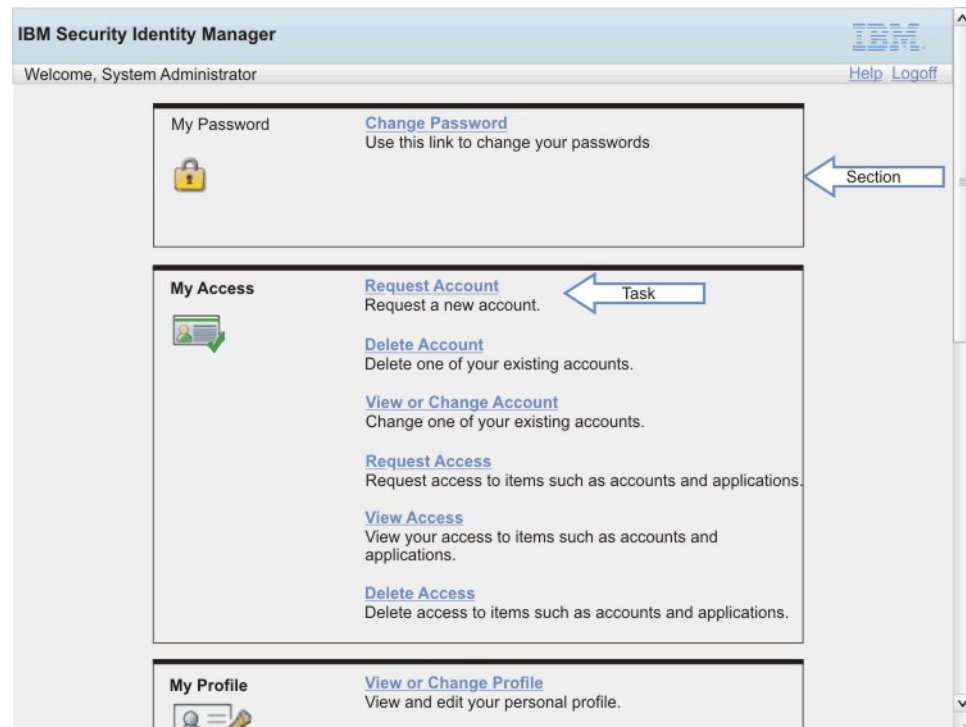 IBM Security Identity Manager
IBM.
Welcome, System Administrator
Help Logoff
My Password
Change Password
Use this link to change your passwords
Section
My Access
Request Account
Request a new account.
Task
Delete Account
Delete one of your existing accounts.
View or Change Account
Change one of your existing accounts.
Request Access
Request access to items such as accounts and applications.
View Access
View your access to items such as accounts and
applications.
Delete Access
Delete access to items such as accounts and applications.
My Profile
View or Change Profile
View and edit your personal profile.